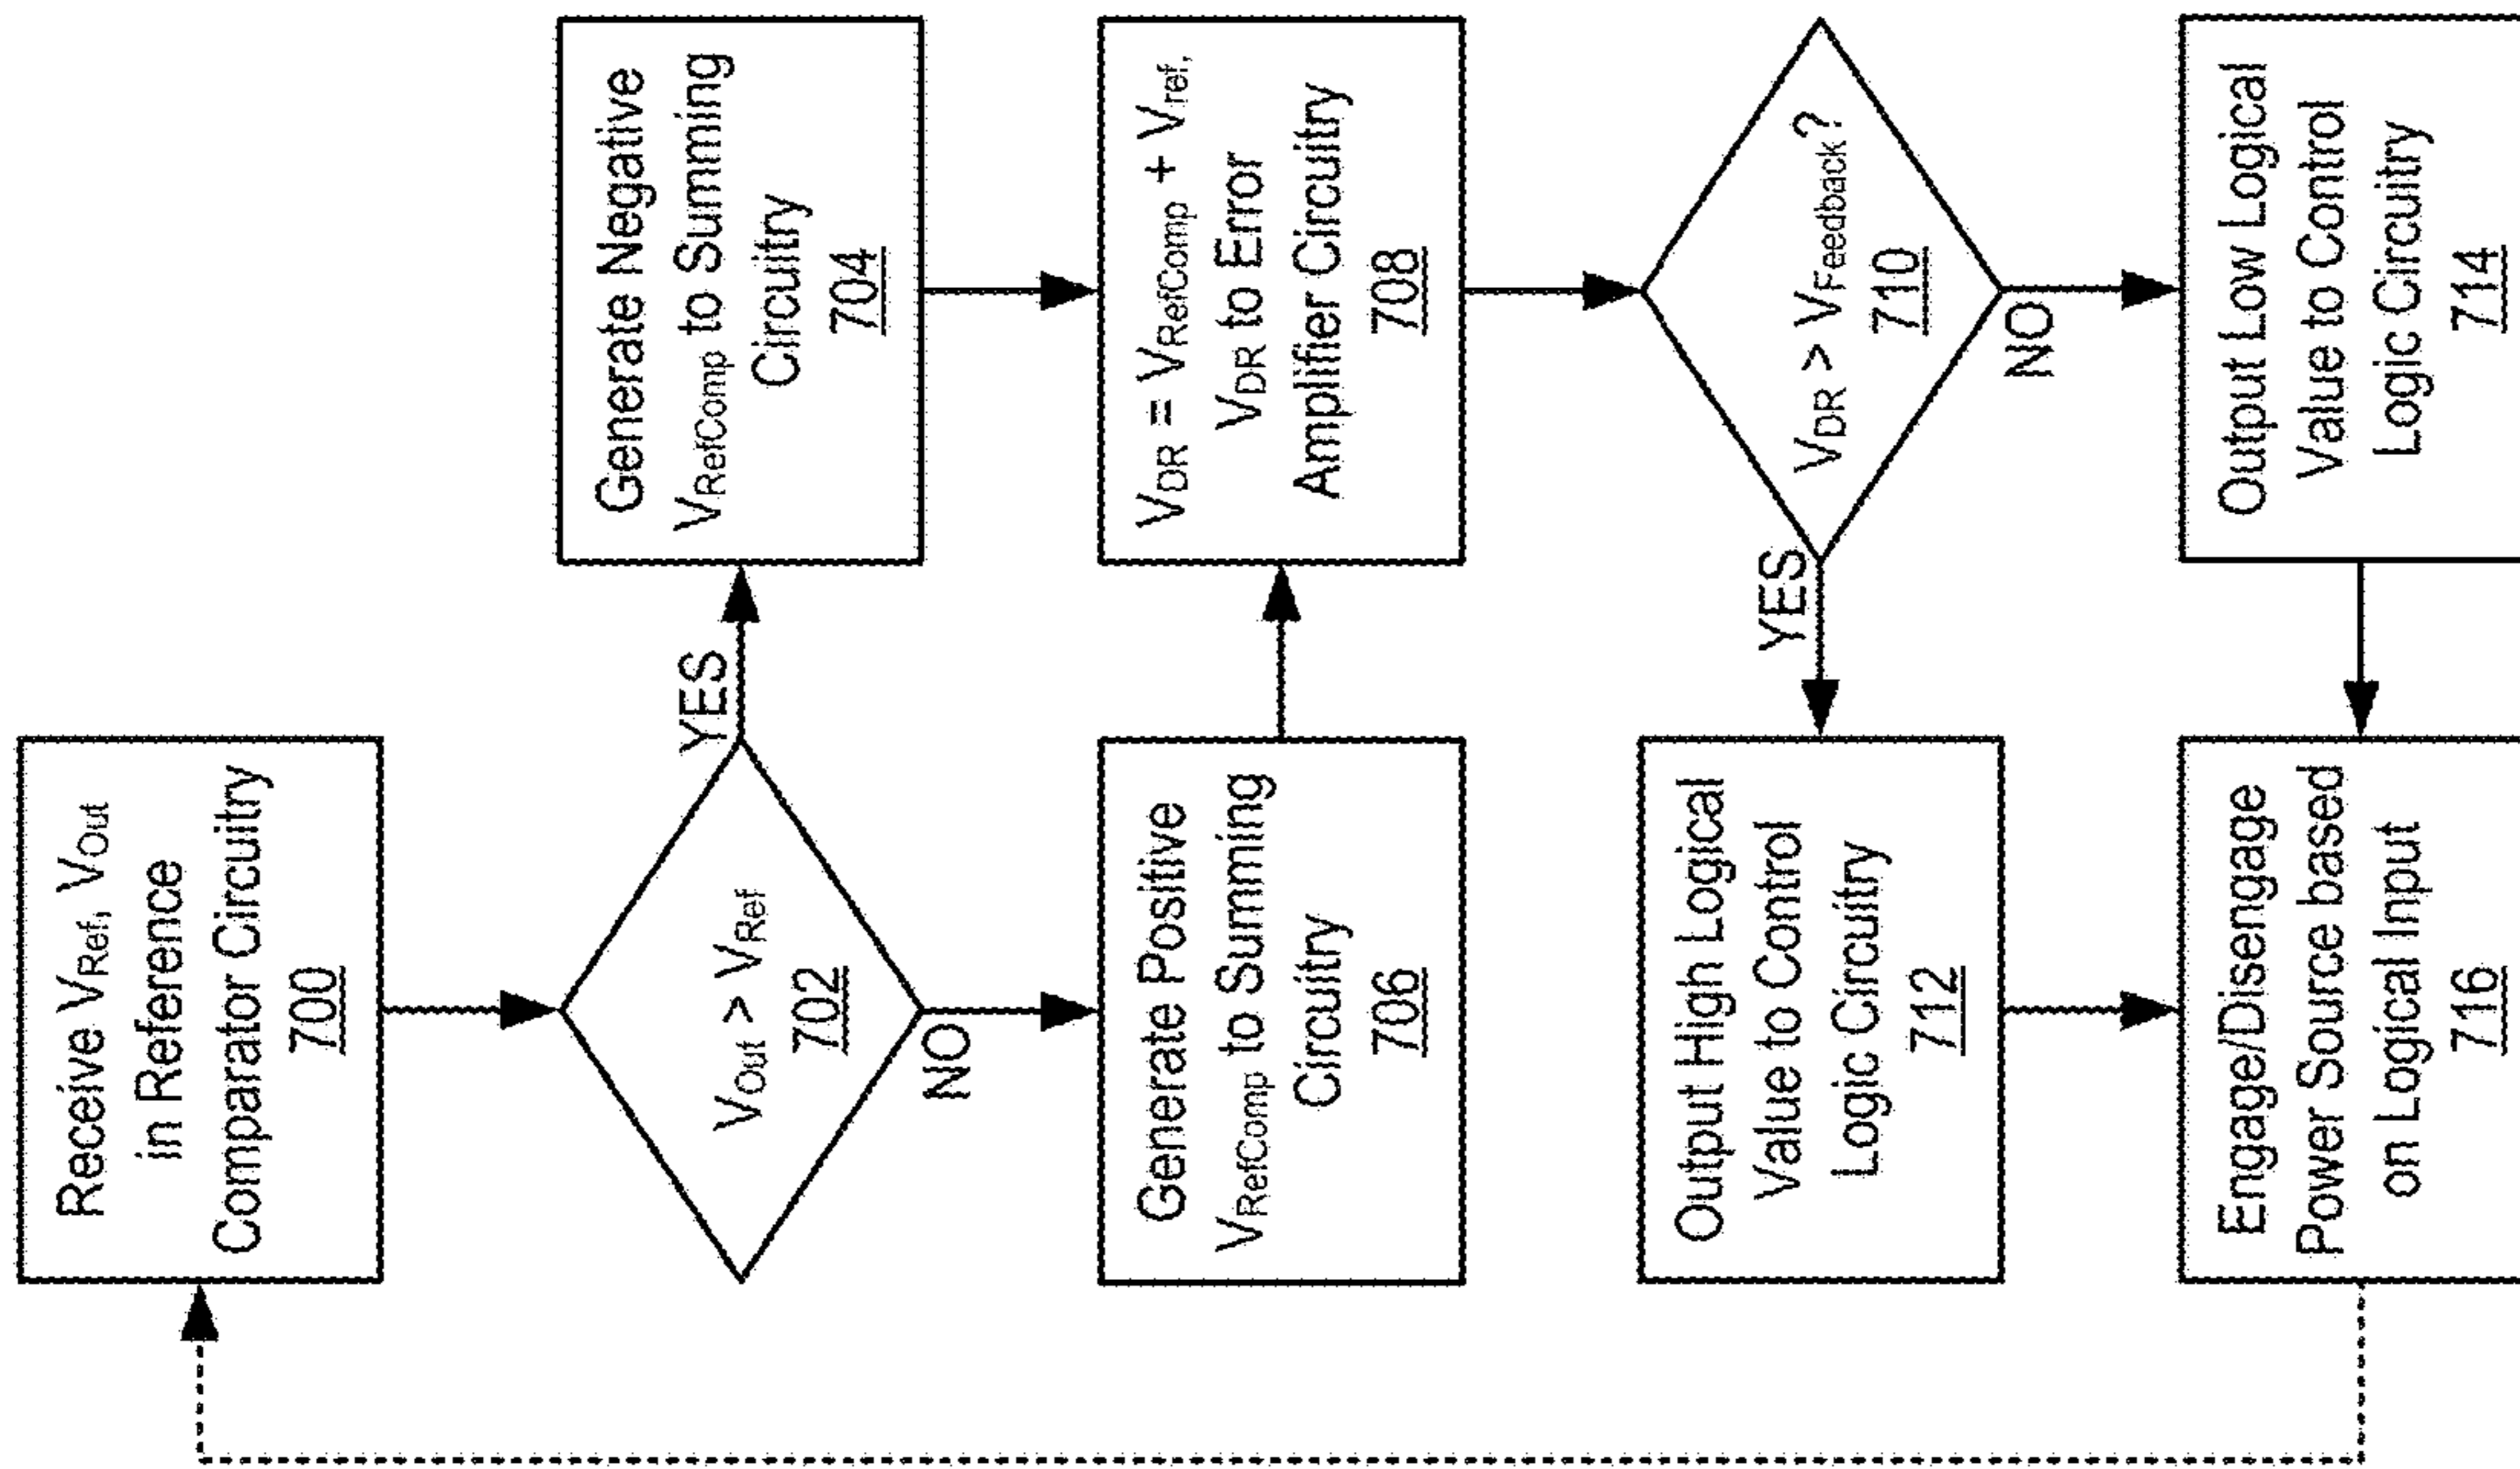 Receive VRef, VOut
in Reference
Comparator Circuitry
700
VOut > VRef
702
YES
NO
Generate Negative
VRefComp to Summing
Circuitry
704
Generate Positive
VRefComp to Summing
Circuitry
706
VDR = VRefComp + Vref,
VDR to Error
Amplifier Circuitry
708
VDR > VFeedback?
710
YES
NO
Output High Logical
Value to Control
Logic Circuitry
712
Output Low Logical
Value to Control
Logic Circuitry
714
Engage/Disengage
Power Source based
on Logical Input
716